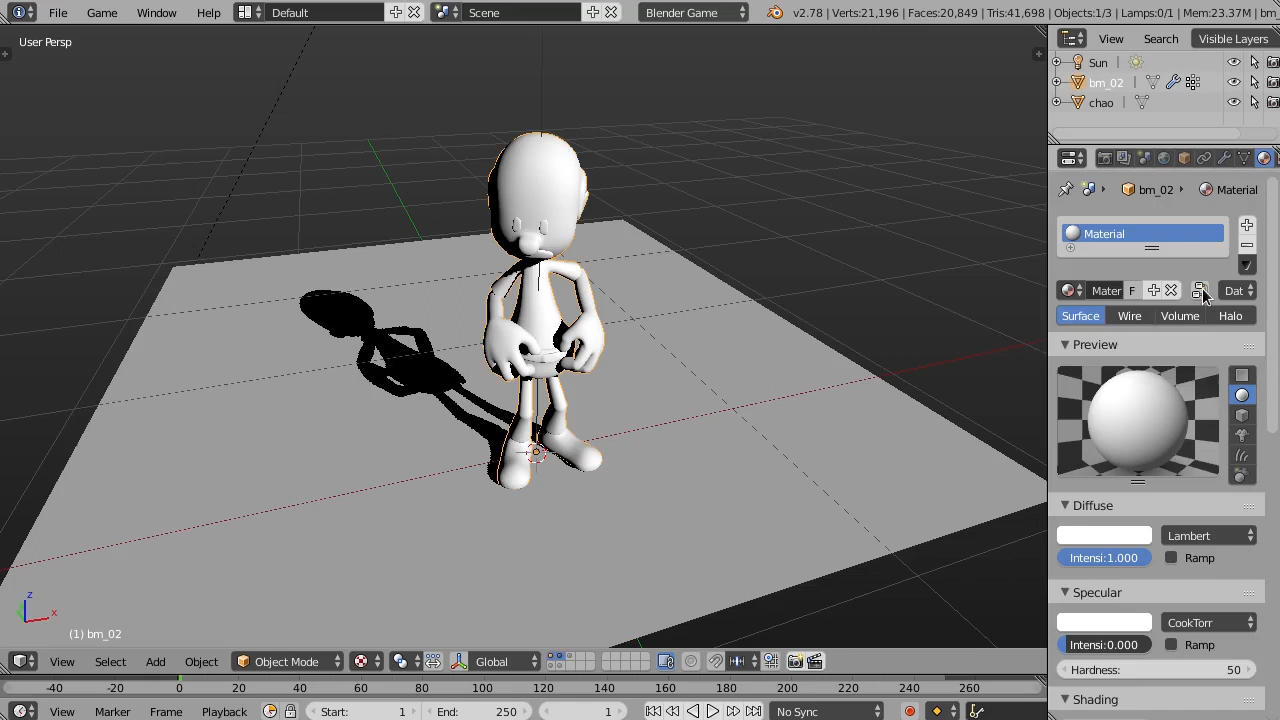 File Game Window Help Default Scene Blender Game v2.78 | Verts:21,196 | Faces:20,849 | Tris:41,698 | Objects:1/3 | Lamps:0/1 | Mem:23.37M | bm
User Persp
View Search Visible Layers
Sun
bm_02
chao
bm_02 Material
Material
Mater F Dat
Surface Wire Volume Halo
Preview
Diffuse
Lambert
Intensi:1.000 Ramp
Specular
CookTorr
Intensi:0.000 Ramp
Hardness: 50
Shading
z
x
(1) bm_02
View Select Add Object Object Mode Global
-40 -20 0 20 40 60 80 100 120 140 160 180 200 220 240 260
View Marker Frame Playback Start: 1 End: 250 1 No Sync